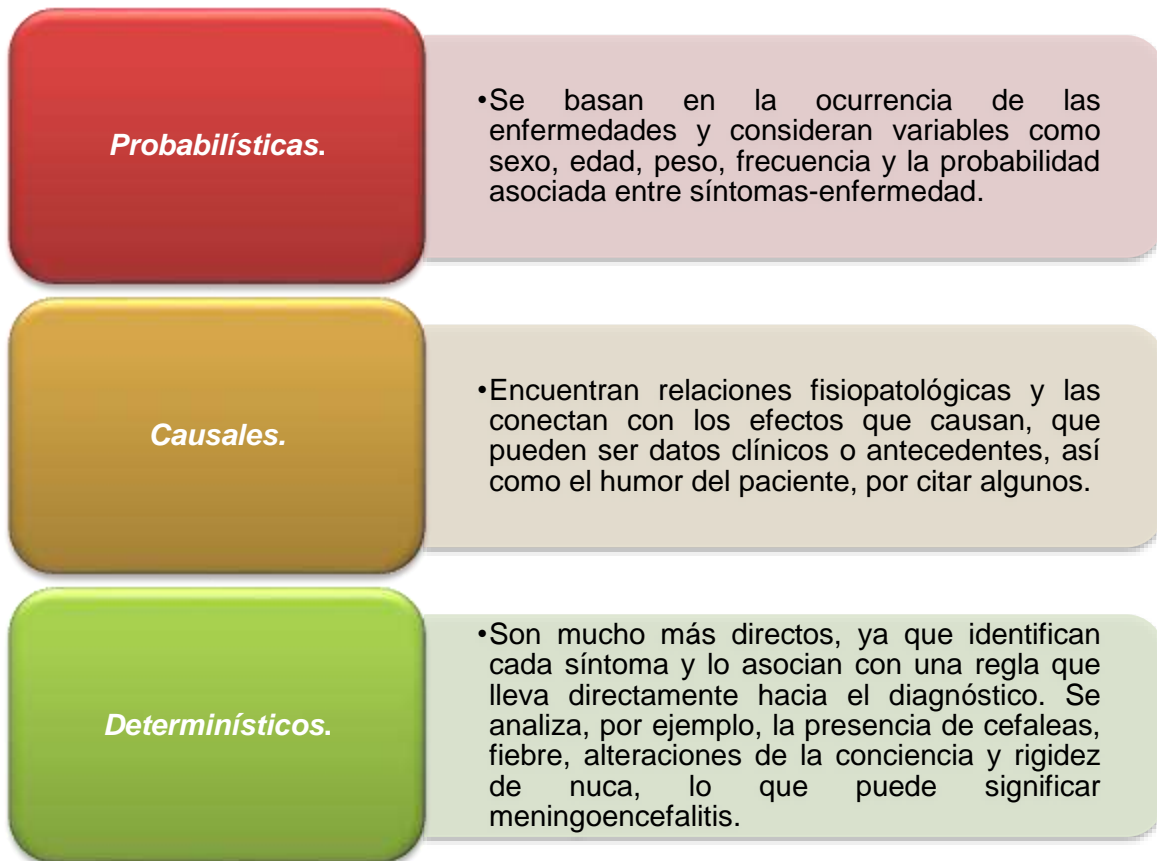 Probabilísticas.
•Se basan en la ocurrencia de las
enfermedades y consideran variables como
sexo, edad, peso, frecuencia y la probabilidad
asociada entre síntomas-enfermedad.
Causales.
•Encuentran relaciones fisiopatológicas y las
conectan con los efectos que causan, que
pueden ser datos clínicos o antecedentes, así
como el humor del paciente, por citar algunos.
Determinísticos.
•Son mucho más directos, ya que identifican
cada síntoma y lo asocian con una regla que
lleva directamente hacia el diagnóstico. Se
analiza, por ejemplo, la presencia de cefaleas,
fiebre, alteraciones de la conciencia y rigidez
de nuca, lo que puede significar
meningoencefalitis.